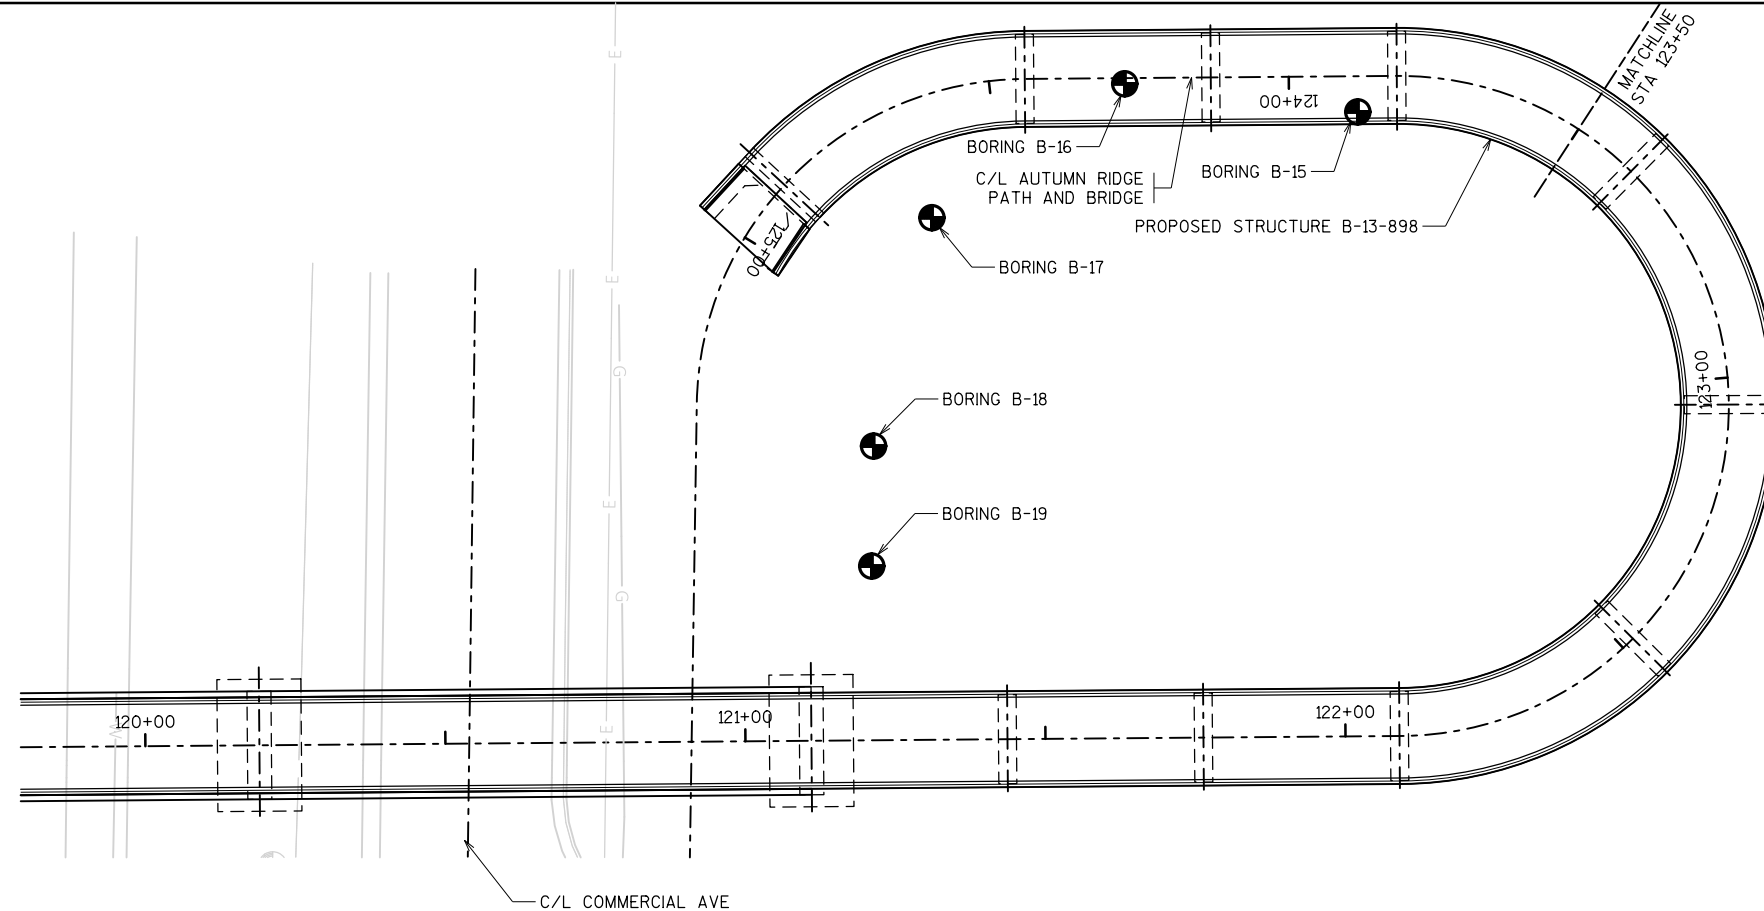 E
MATCHLINE
STA 123+50
124+00
BORING B-16
C/L AUTUMN RIDGE
PATH AND BRIDGE
BORING B-15
PROPOSED STRUCTURE B-13-898
125+00
BORING B-17
E
G
123+00
BORING B-18
E
BORING B-19
G
120+00
W
E
121+00
122+00
C/L COMMERCIAL AVE